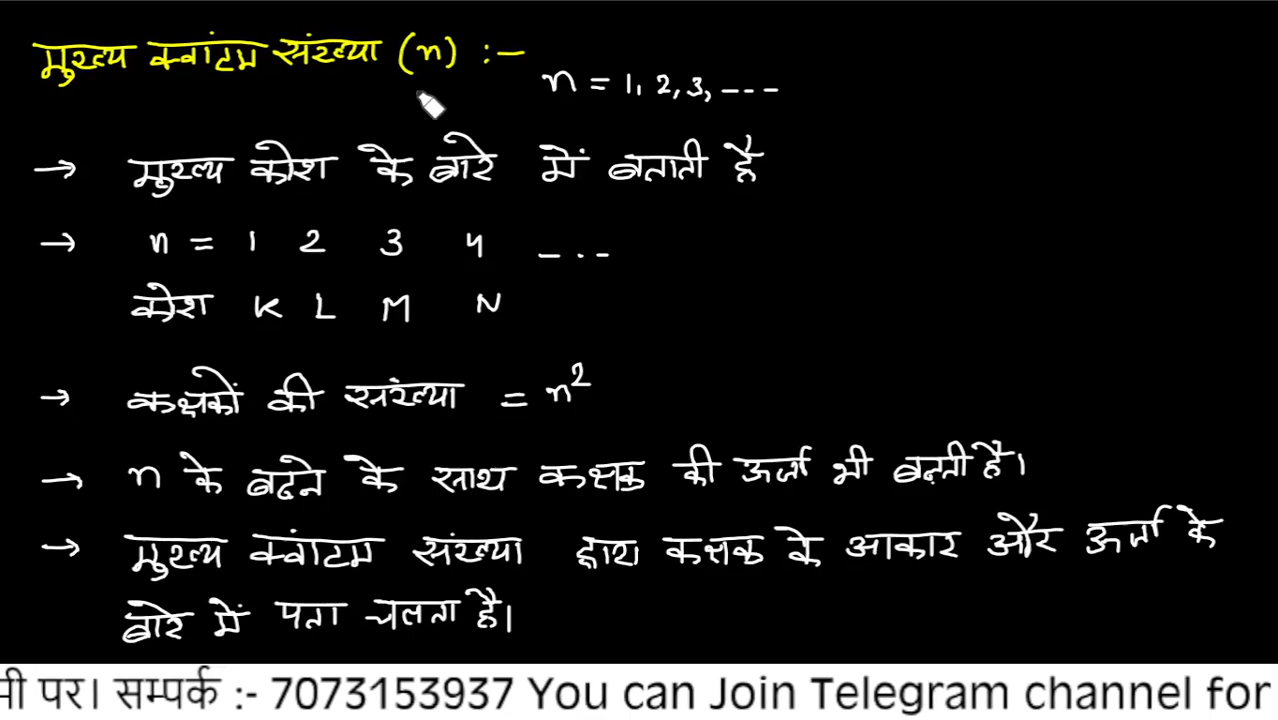 मुख्य क्वांटम संख्या (n) :-
n = 1, 2, 3, ----
→ मुख्य कोश के बारे में बताती है
→ n = 1 2 3 4 -.--
कोश K L M N
→ कक्षकों की संख्या = n²
→ n के बढ़ने के साथ कक्षक की ऊर्जा भी बढ़ती है।
→ मुख्य क्वांटम संख्या द्वारा कक्षक के आकार और ऊर्जा के
बारे में पता चलता है।
पर। सम्पर्क :- 7073153937 You can Join Telegram channel for